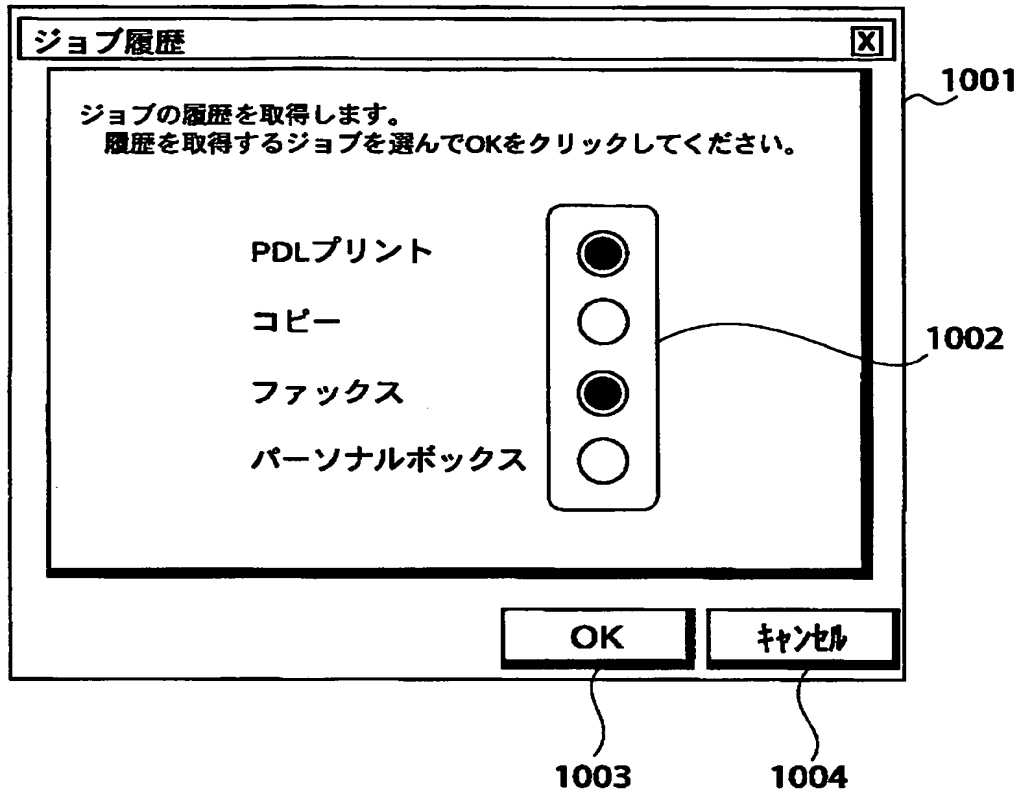 ジョブ履歴
X
1001
ジョブの履歴を取得します。
履歴を取得するジョブを選んでOKをクリックしてください。
PDLプリント
コピー
1002
ファックス
パーソナルボックス
OK
ｷｬﾝｾﾙ
1003
1004